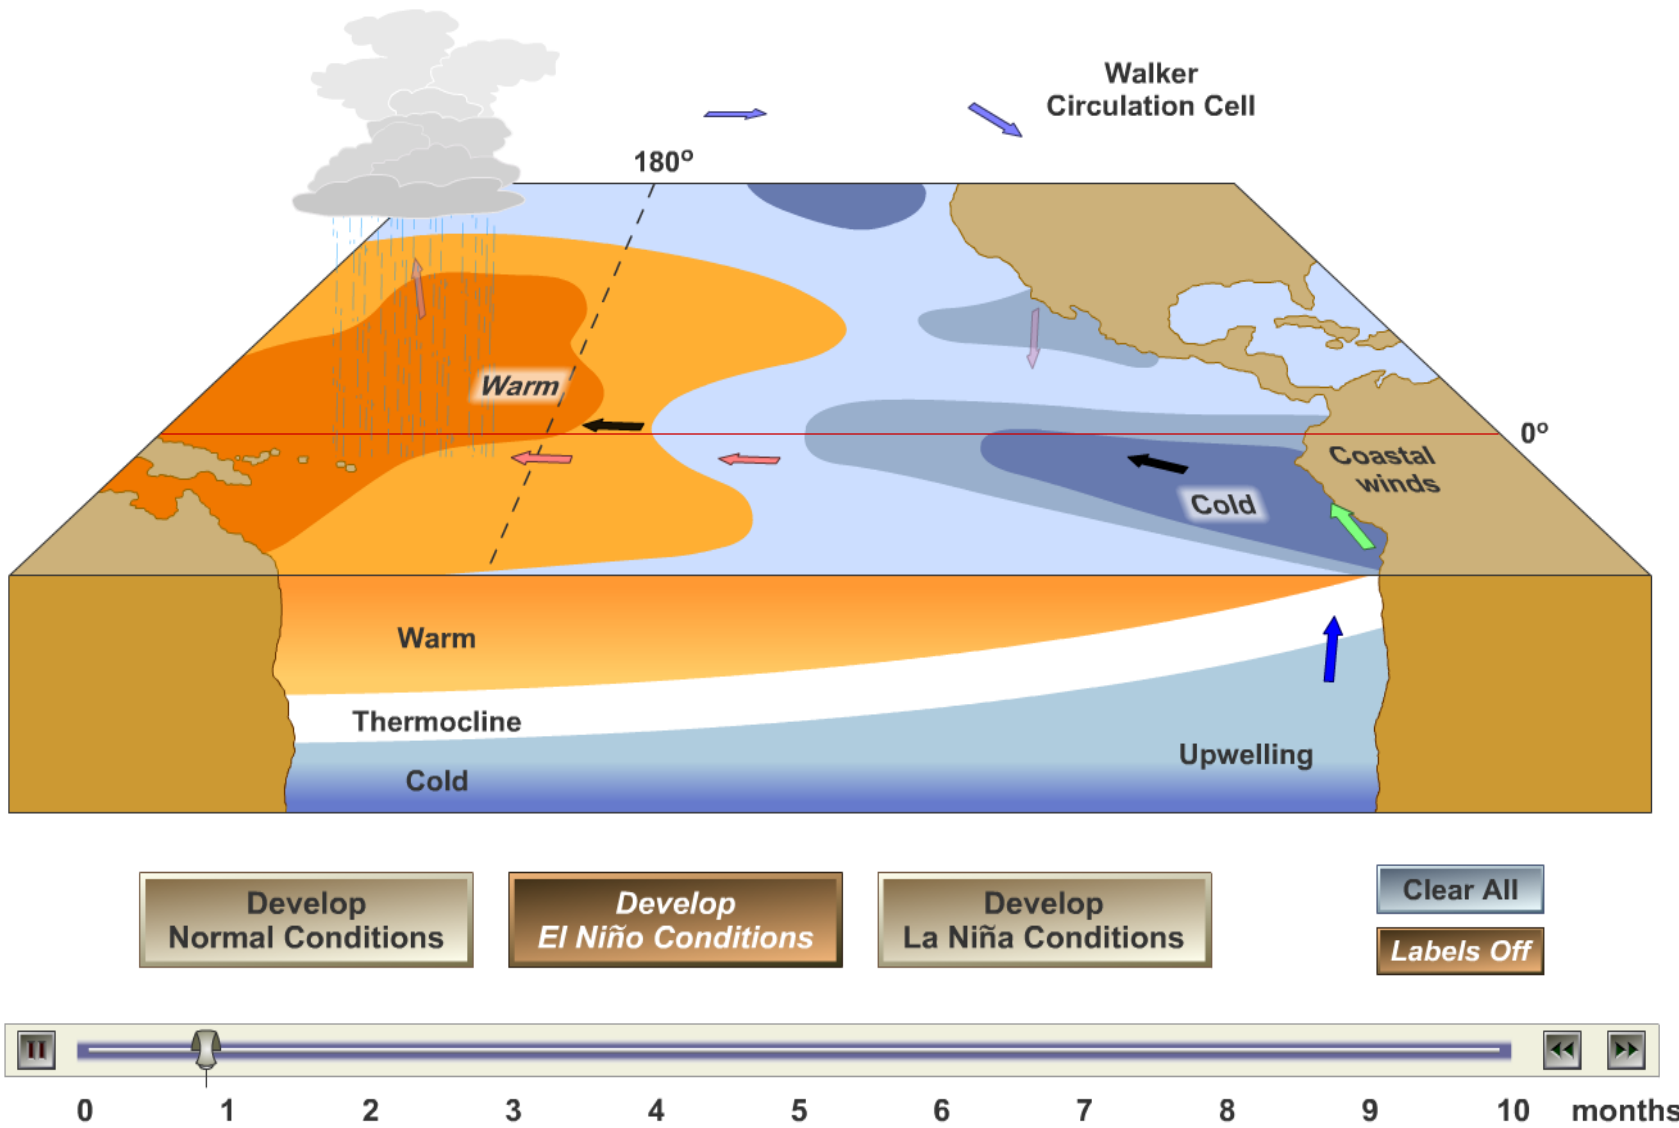 Walker
Circulation Cell
180°
Warm
0°
Coastal
winds
Cold
Warm
Thermocline
Upwelling
Cold
Develop
Normal Conditions
Develop
El Niño Conditions
Develop
La Niña Conditions
Clear All
Labels Off
0 1 2 3 4 5 6 7 8 9 10 months